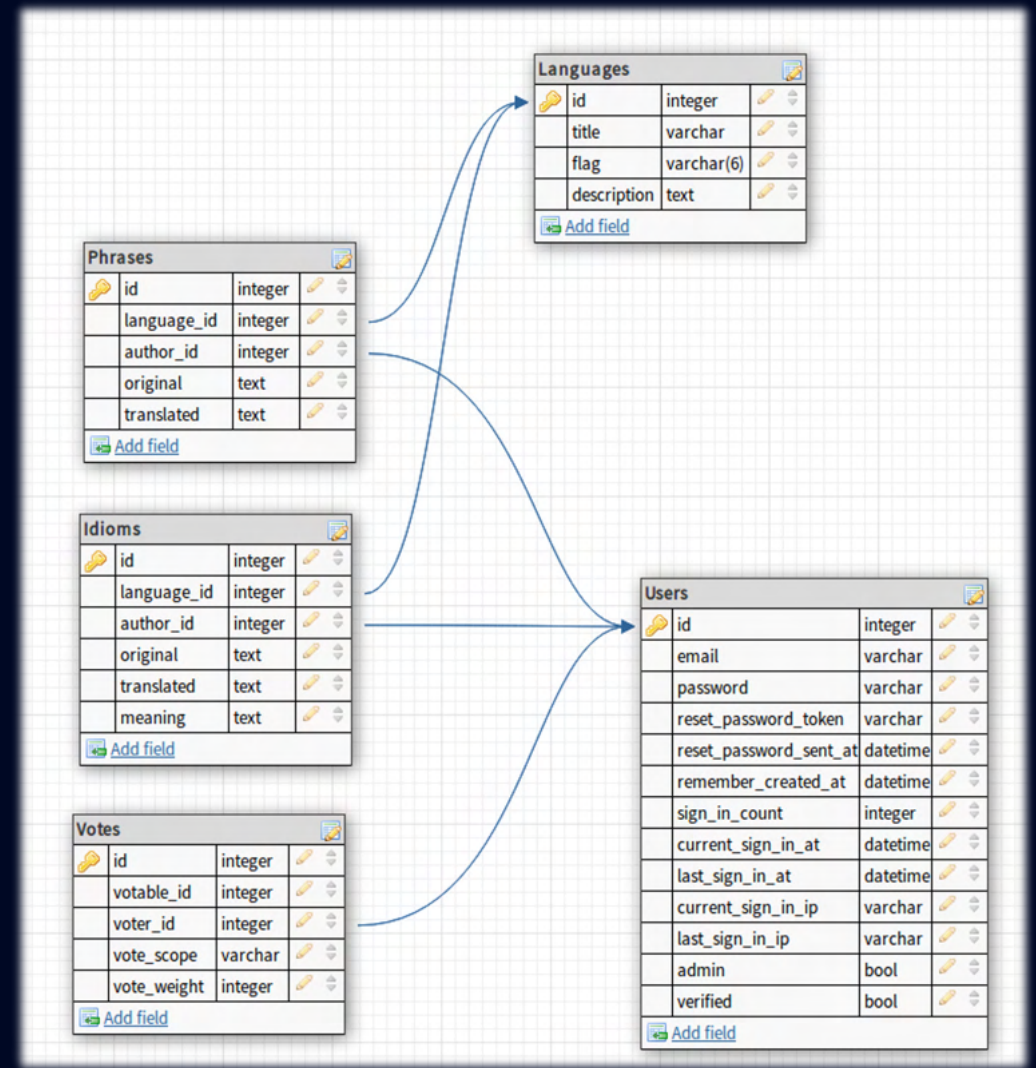 Languages
id integer
title varchar
flag varchar(6)
description text
Add field
Phrases
id integer
language_id integer
author_id integer
original text
translated text
Add field
Idioms
id integer
language_id integer
author_id integer
original text
translated text
meaning text
Add field
Users
id integer
email varchar
password varchar
reset_password_token varchar
reset_password_sent_at datetime
remember_created_at datetime
sign_in_count integer
current_sign_in_at datetime
last_sign_in_at datetime
current_sign_in_ip varchar
last_sign_in_ip varchar
admin bool
verified bool
Add field
Votes
id integer
votable_id integer
voter_id integer
vote_scope varchar
vote_weight integer
Add field